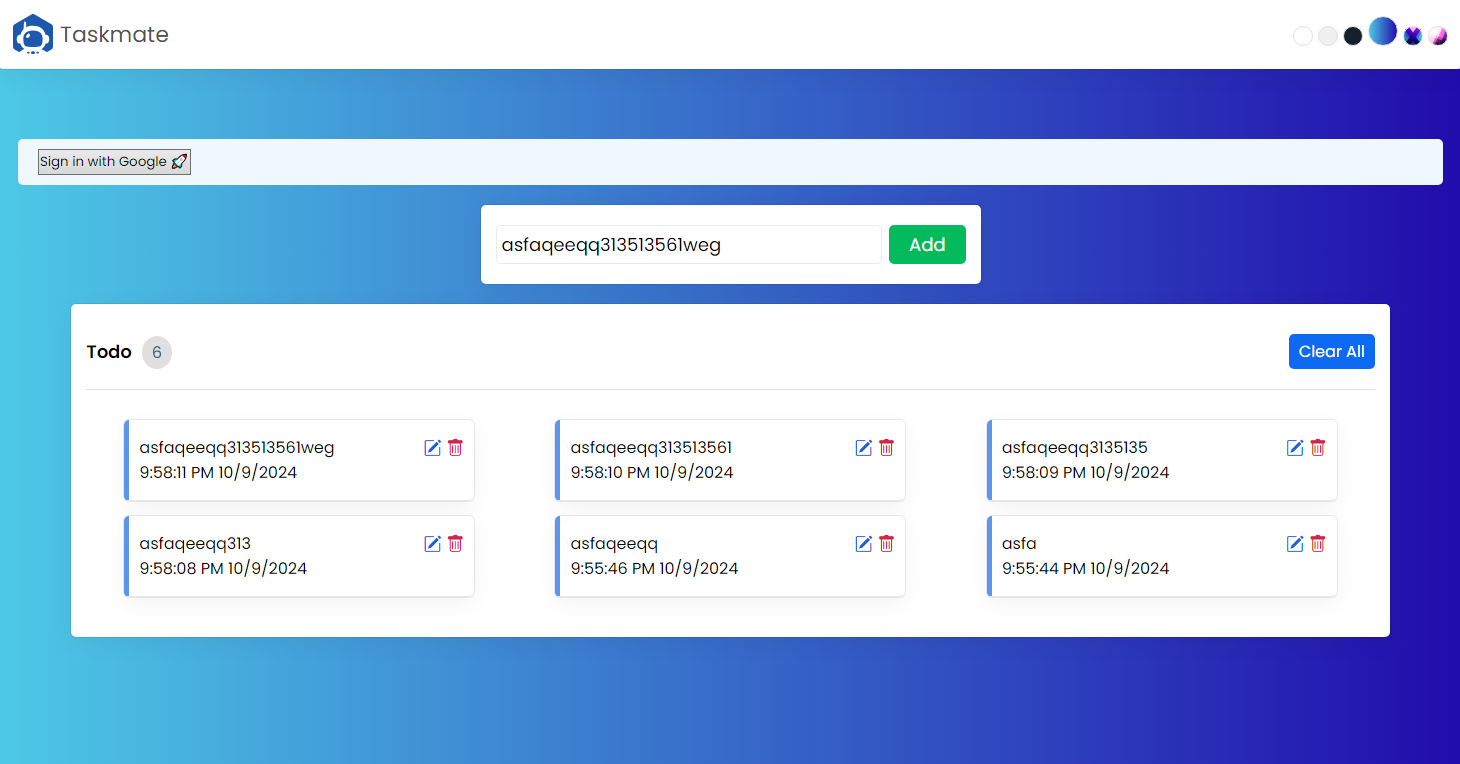 Taskmate
Sign in with Google 🚀
asfaqeeqq313513561weg
Add
Todo 6
Clear All
asfaqeeqq313513561weg
9:58:11 PM 10/9/2024
asfaqeeqq313513561
9:58:10 PM 10/9/2024
asfaqeeqq3135135
9:58:09 PM 10/9/2024
asfaqeeqq313
9:58:08 PM 10/9/2024
asfaqeeqq
9:55:46 PM 10/9/2024
asfa
9:55:44 PM 10/9/2024